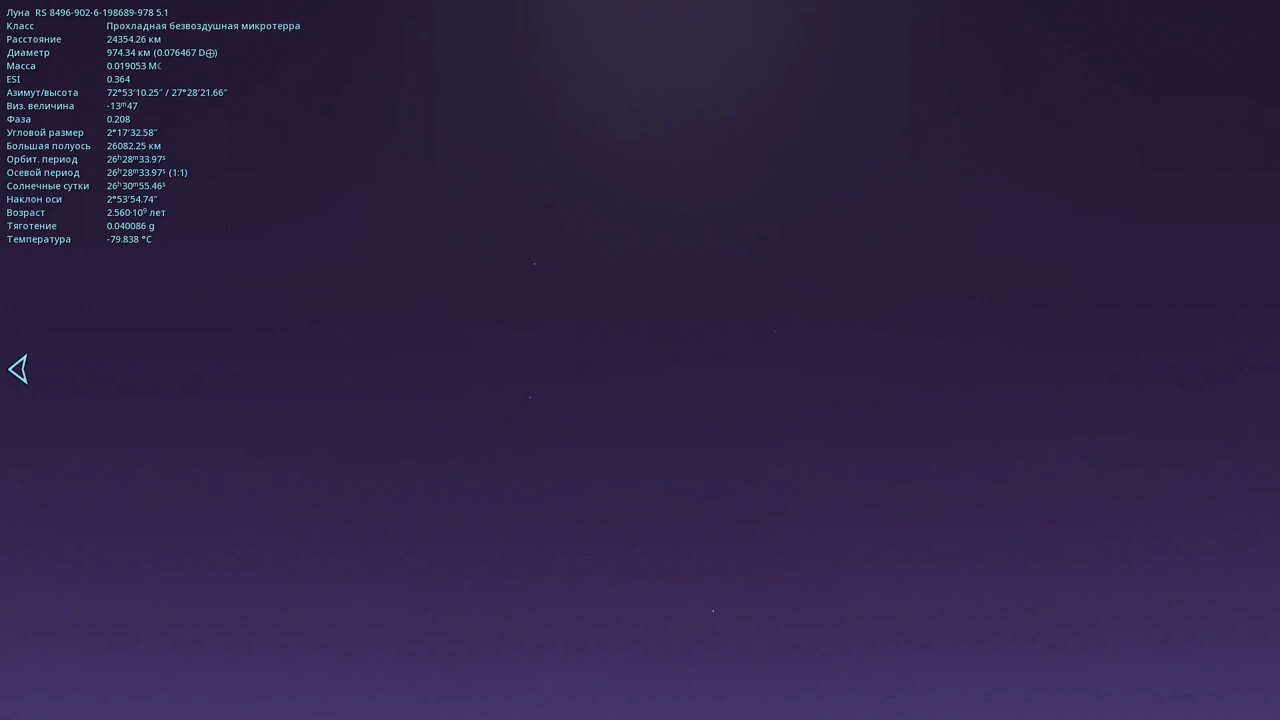 Луна RS 8496-902-6-198689-978 5.1
Класс Прохладная безвоздушная микротерра
Расстояние 24354.26 км
Диаметр 974.34 км (0.076467 D⊕)
Масса 0.019053 M☾
ESI 0.364
Азимут/высота 72°53′10.25″ / 27°28′21.66″
Виз. величина -13ᵐ47
Фаза 0.208
Угловой размер 2°17′32.58″
Большая полуось 26082.25 км
Орбит. период 26ʰ28ᵐ33.97ˢ
Осевой период 26ʰ28ᵐ33.97ˢ (1:1)
Солнечные сутки 26ʰ30ᵐ55.46ˢ
Наклон оси 2°53′54.74″
Возраст 2.560·10⁹ лет
Тяготение 0.040086 g
Температура -79.838 °C